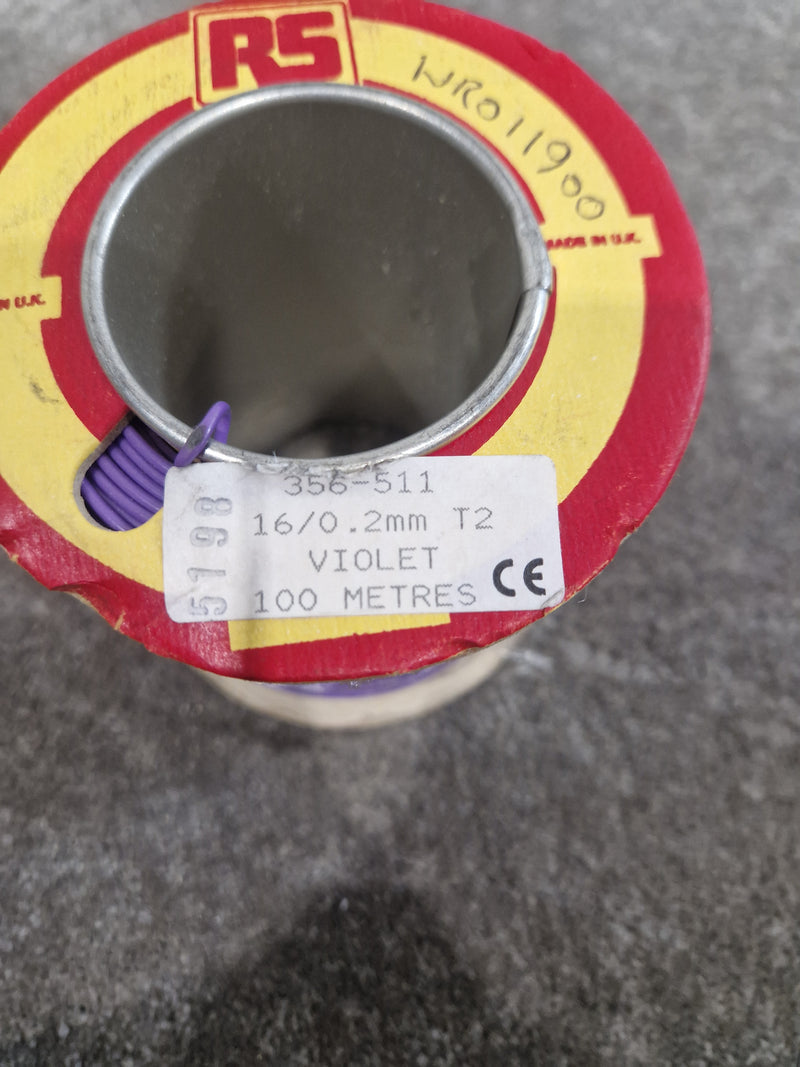 RS
WR011900
MADE IN U.K.
N U.K.
356-511
16/0.2mm T2
VIOLET
100 METRES CE
5198